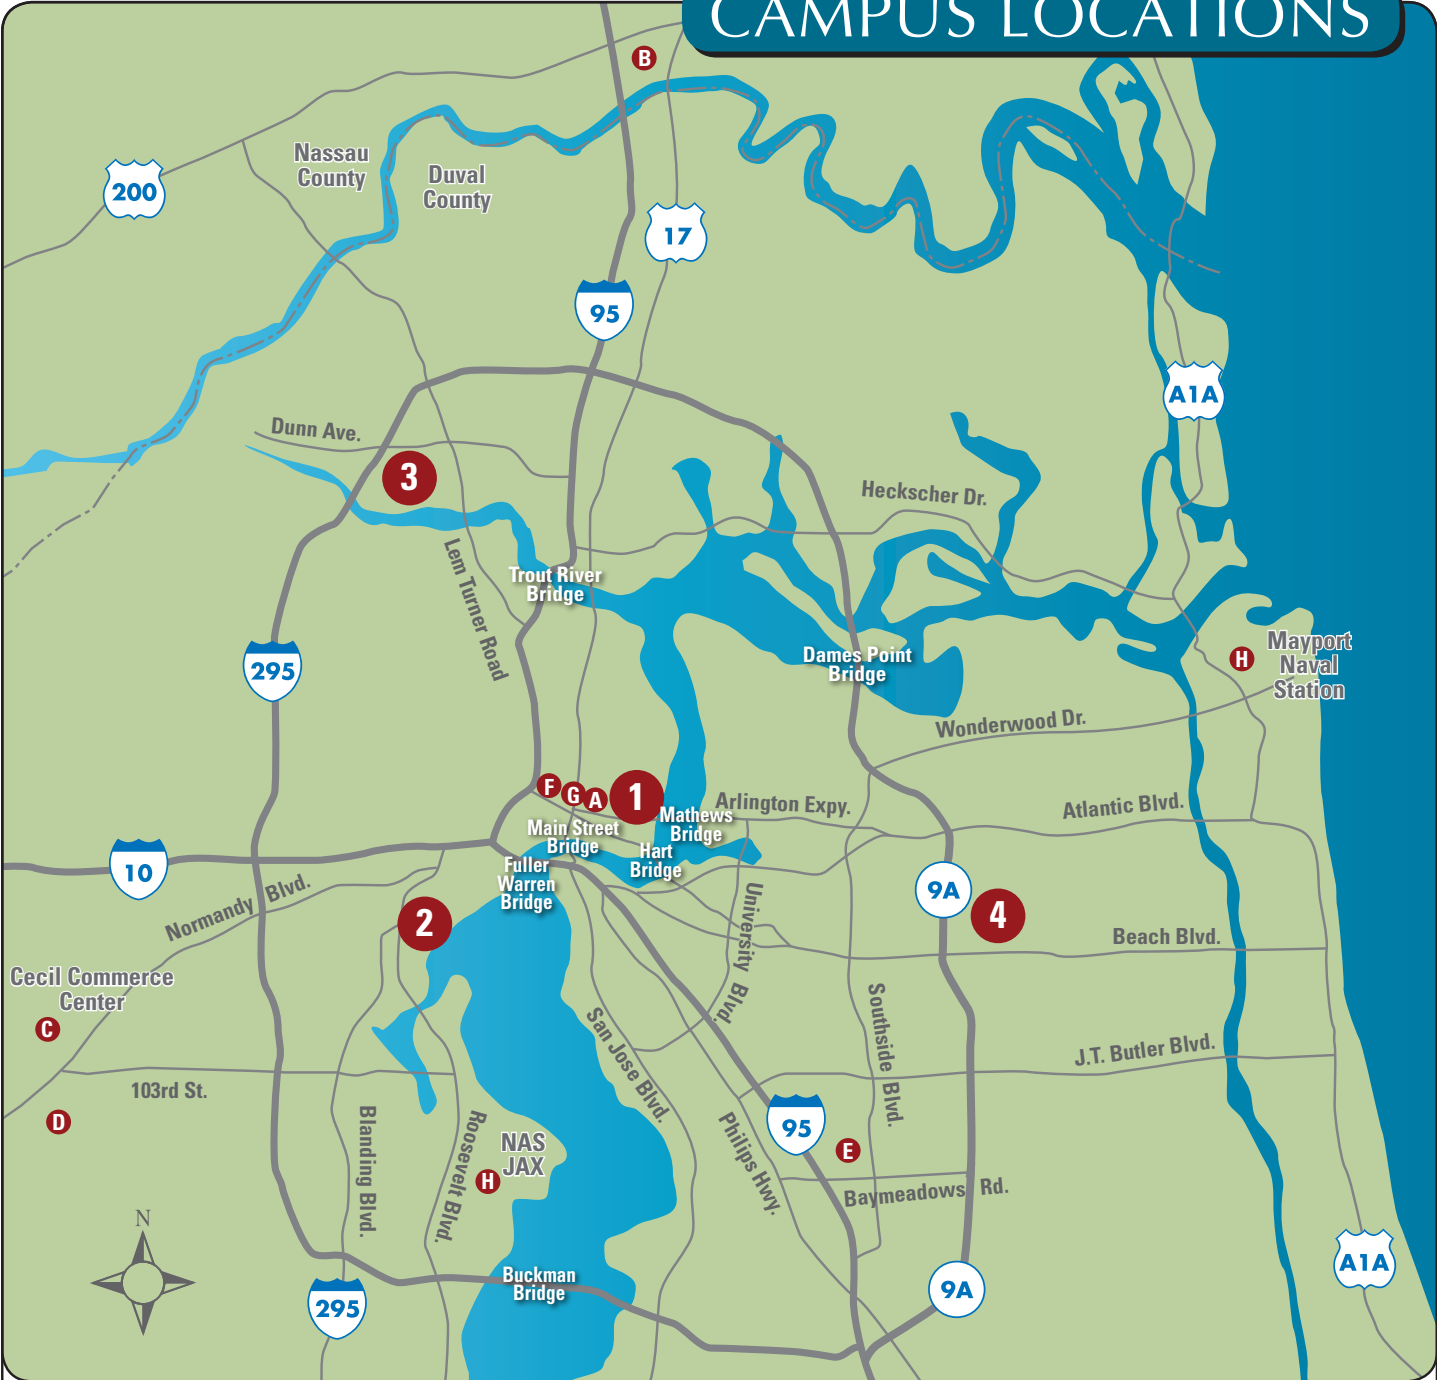 CAMPUS LOCATIONS
B
Nassau
County
Duval
County
200
17
95
A1A
Dunn Ave.
3
Heckscher Dr.
Lem Turner Road
Trout River
Bridge
Mayport
Naval
Station
H
295
Dames Point
Bridge
Wonderwood Dr.
F
G
A
1
Arlington Expy.
Atlantic Blvd.
Mathews
Bridge
Main Street
Bridge
Hart
Bridge
10
Fuller
Warren
Bridge
9A
4
Normandy Blvd.
2
University Blvd.
Beach Blvd.
Cecil Commerce
Center
C
San Jose Blvd.
Southside Blvd.
J.T. Butler Blvd.
103rd St.
D
Blanding Blvd.
Roosevelt Blvd.
NAS
JAX
H
Philips Hwy.
95
E
Baymeadows Rd.
N
A1A
Buckman
Bridge
295
9A